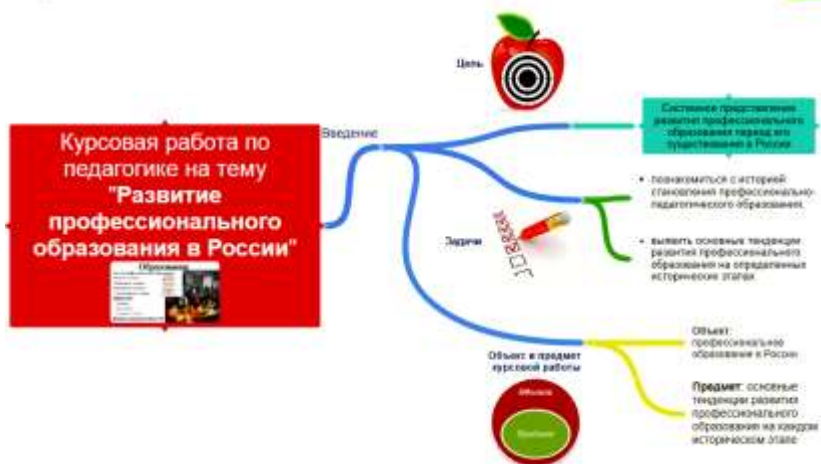 Курсовая работа по
педагогике на тему
"Развитие
профессионального
образования в России"
Образование
Введение
Цель
Системное представление
развития профессионального
образования период его
существования в России
Задачи
познакомиться с историей
становления профессионально-
педагогического образования.
выявить основные тенденции
развития профессионального
образования на определенных
исторических этапах
Объект и предмет
курсовой работы
Объект:
профессиональное
образование в России
Предмет: основные
тенденции развития
профессионального
образования на каждом
историческом этапе